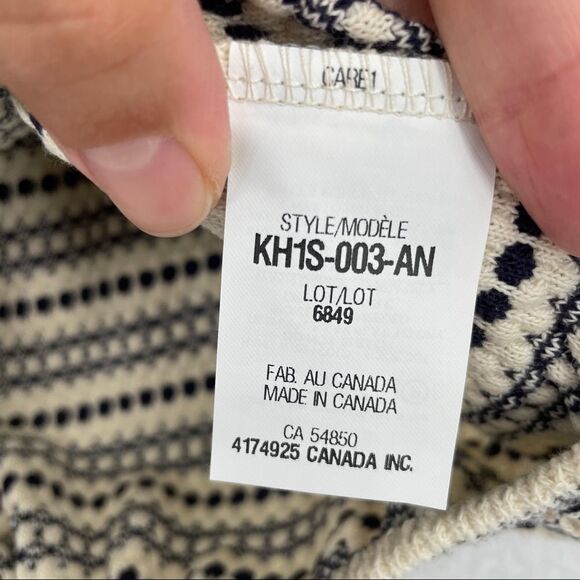 CARE1
STYLE/MODÈLE
KH1S-003-AN
LOT/LOT
6849
FAB. AU CANADA
MADE IN CANADA
CA 54850
4174925 CANADA INC.